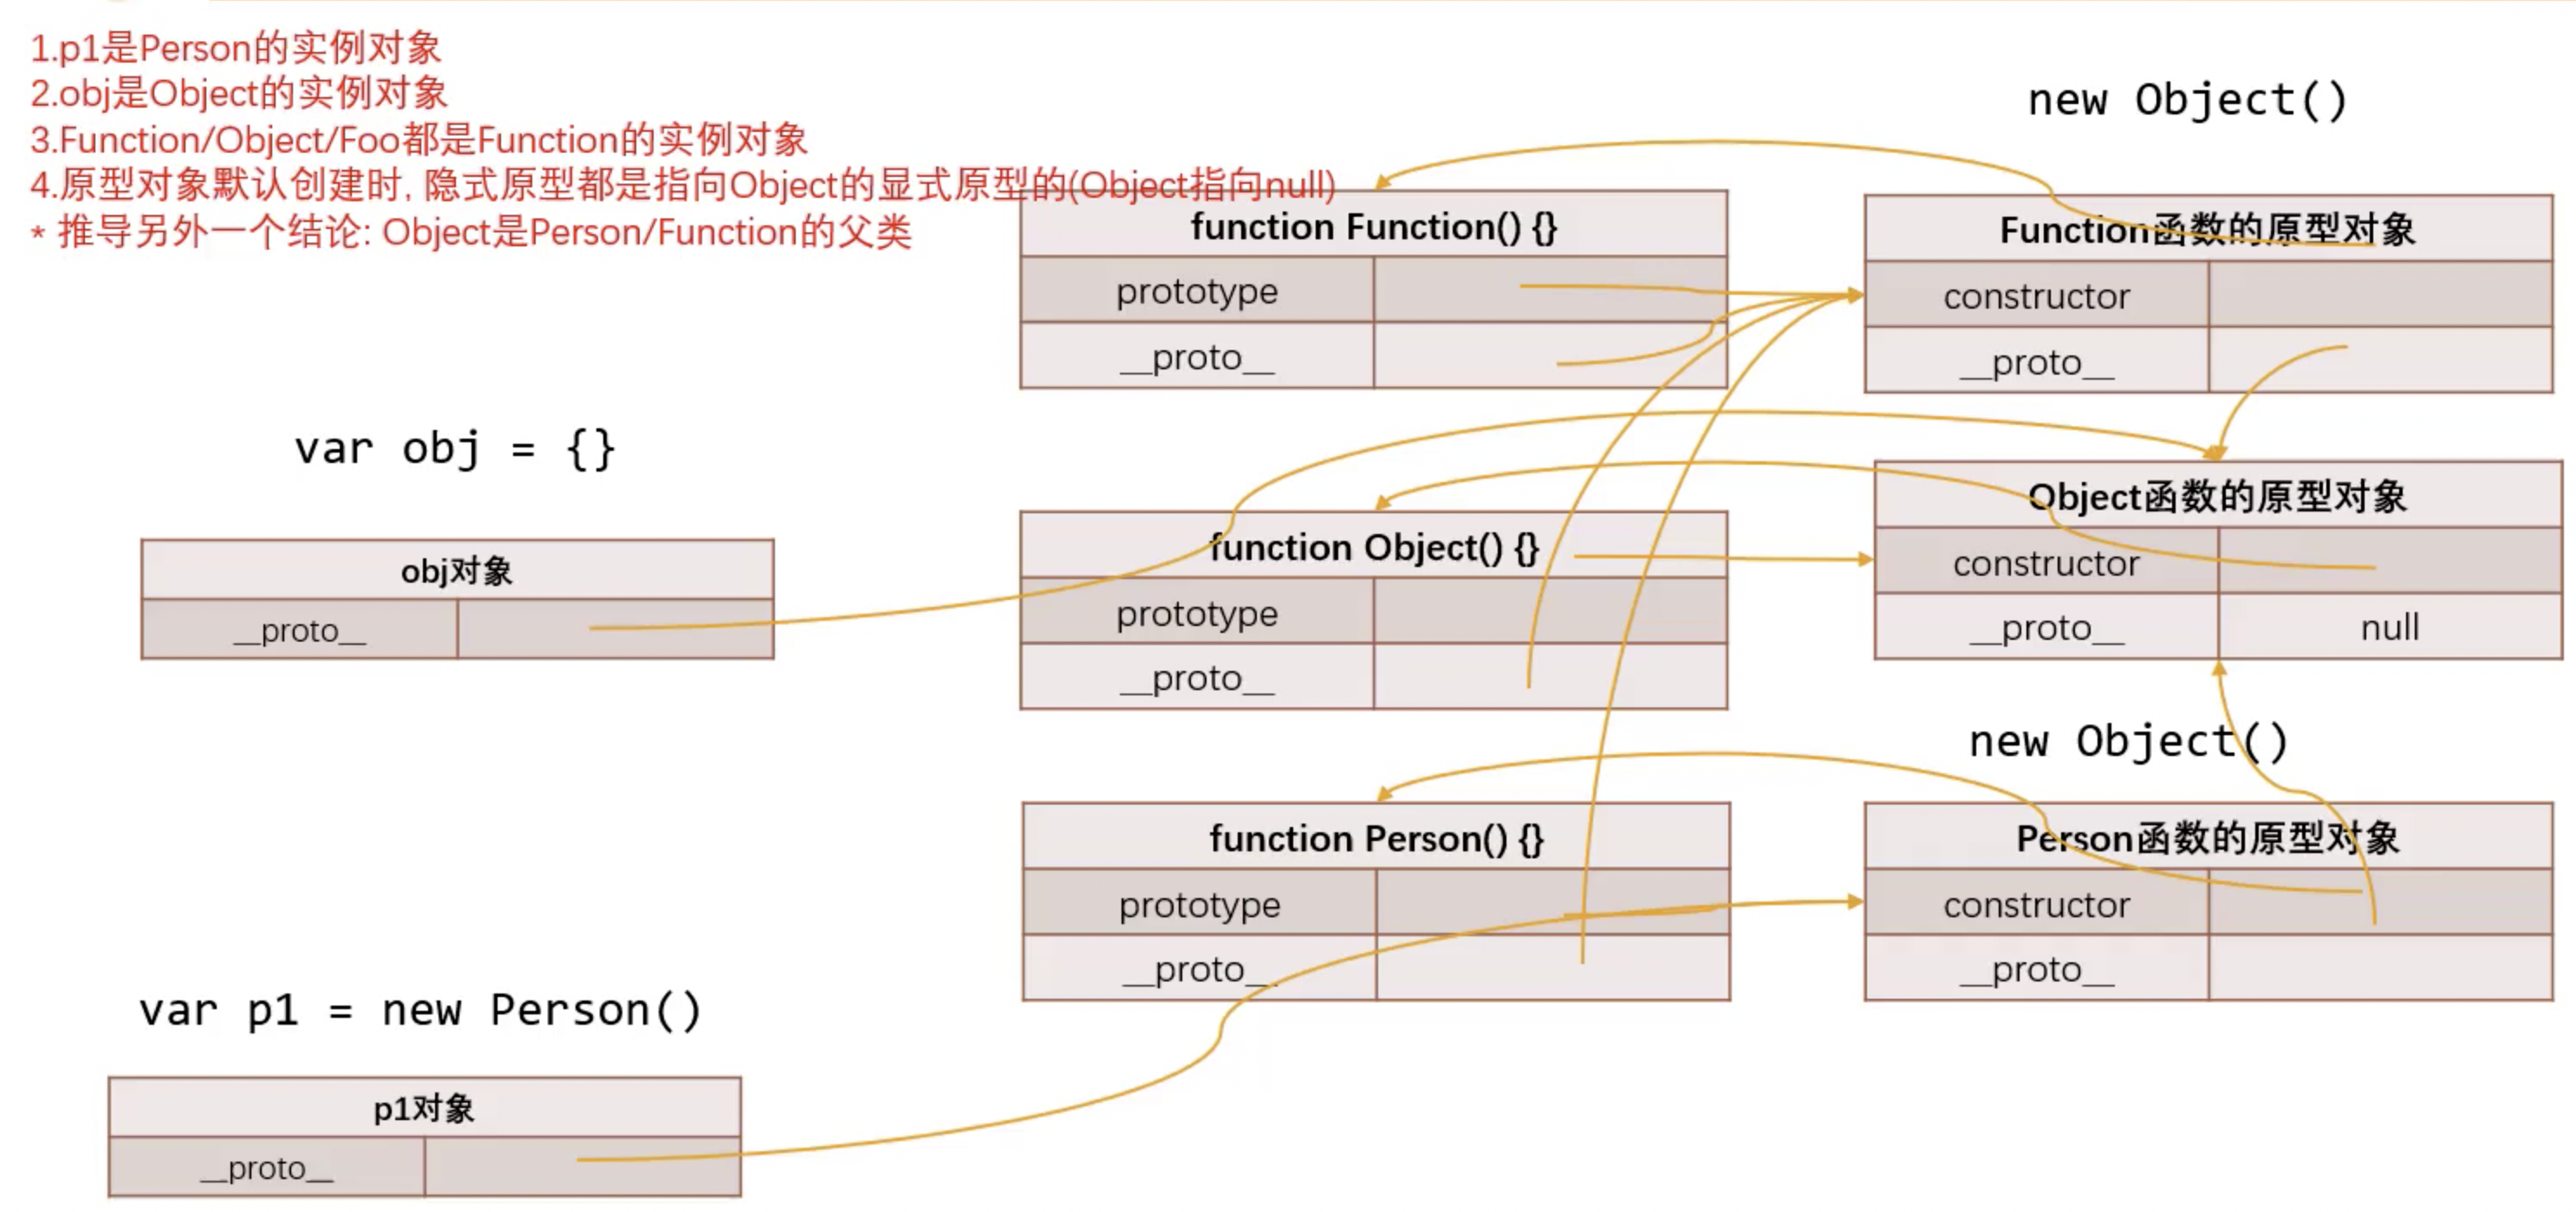 1.p1是Person的实例对象
2.obj是Object的实例对象
3.Function/Object/Foo都是Function的实例对象
4.原型对象默认创建时, 隐式原型都是指向Object的显式原型的(Object指向null)
* 推导另外一个结论: Object是Person/Function的父类
new Object()
function Function() {}
prototype
__proto__
Function函数的原型对象
constructor
__proto__
var obj = {}
obj对象
__proto__
function Object() {}
prototype
__proto__
Object函数的原型对象
constructor
__proto__ null
new Object()
function Person() {}
prototype
__proto__
Person函数的原型对象
constructor
__proto__
var p1 = new Person()
p1对象
__proto__